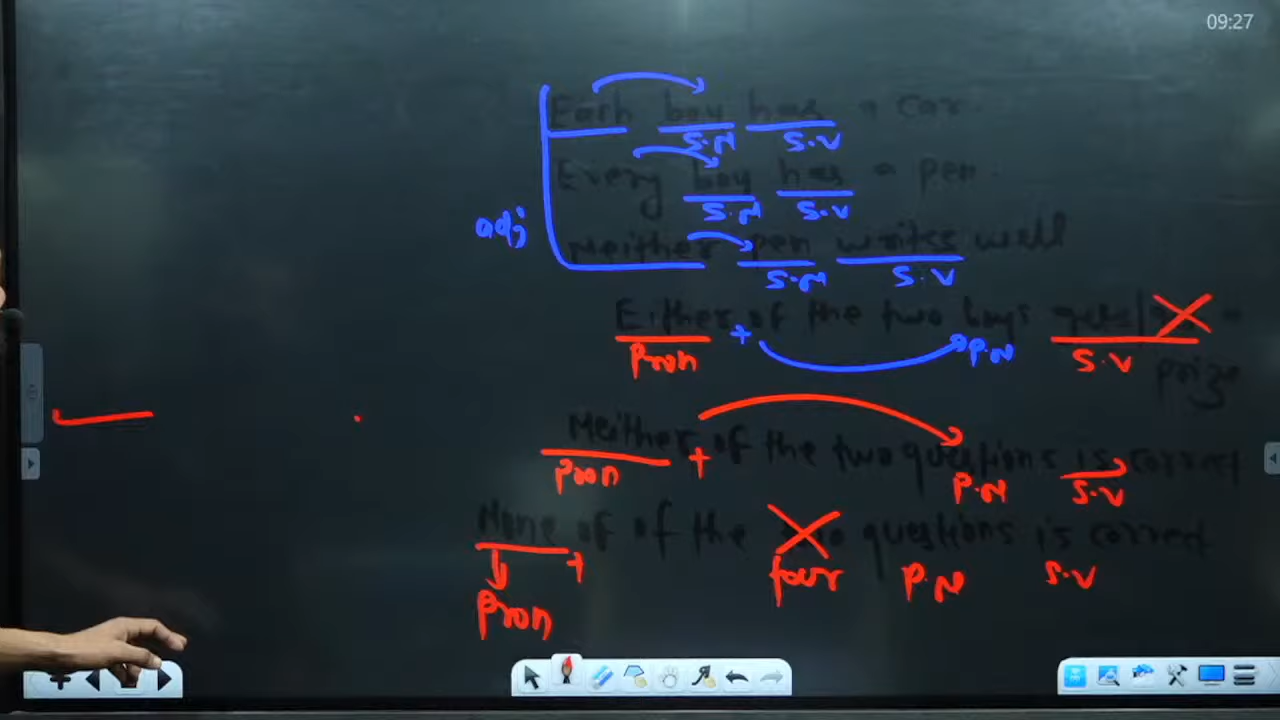 09:27
Each boy has a car.
S.N S.V
Every boy has a pen.
S.N S.V
adj
Neither pen writes well
S.N S.V
Either of the two boys +
Pron + P.N S.V
prize
Neither of the two questions is correct
Pron + P.N S.V
None of of the two questions is correct
+ four P.N S.V
Pron